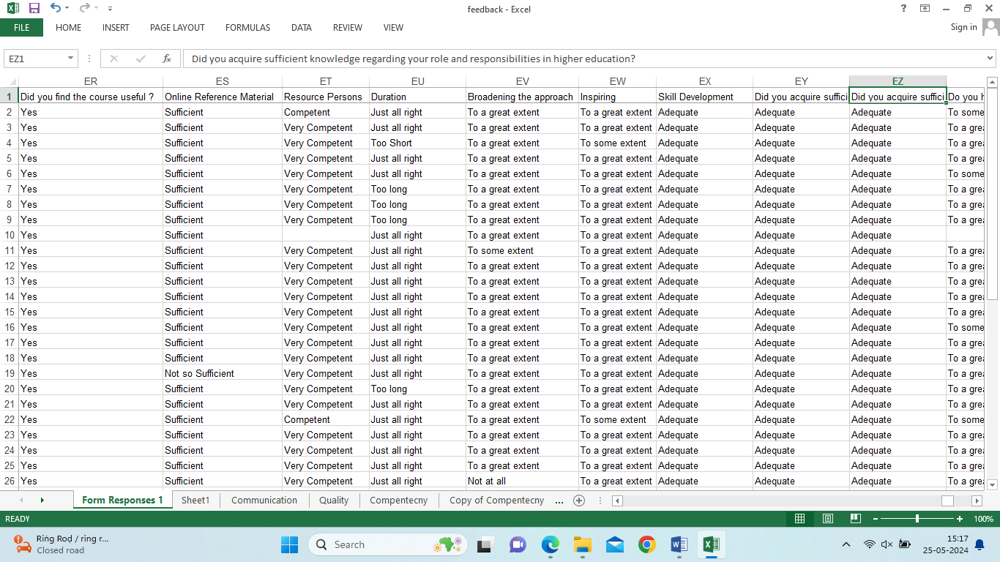 feedback - Excel
FILE HOME INSERT PAGE LAYOUT FORMULAS DATA REVIEW VIEW Sign in
EZ1 fx Did you acquire sufficient knowledge regarding your role and responsibilities in higher education?
ER ES ET EU EV EW EX EY EZ
1 Did you find the course useful ? Online Reference Material Resource Persons Duration Broadening the approach Inspiring Skill Development Did you acquire suffici Did you acquire suffici Do you h
2 Yes Sufficient Competent Just all right To a great extent To a great extent Adequate Adequate Adequate To some
3 Yes Sufficient Very Competent Just all right To a great extent To a great extent Adequate Adequate Adequate To a grea
4 Yes Sufficient Very Competent Too Short To a great extent To some extent Adequate Adequate Adequate To a grea
5 Yes Sufficient Very Competent Just all right To a great extent To a great extent Adequate Adequate Adequate To a grea
6 Yes Sufficient Very Competent Just all right To a great extent To a great extent Adequate Adequate Adequate To some
7 Yes Sufficient Very Competent Too long To a great extent To a great extent Adequate Adequate Adequate To a grea
8 Yes Sufficient Very Competent Too long To a great extent To a great extent Adequate Adequate Adequate To a grea
9 Yes Sufficient Very Competent Too long To a great extent To a great extent Adequate Adequate Adequate To a grea
10 Yes Sufficient Just all right To a great extent To a great extent Adequate Adequate Adequate
11 Yes Sufficient Very Competent Just all right To some extent To a great extent Adequate Adequate Adequate To a grea
12 Yes Sufficient Very Competent Just all right To a great extent To a great extent Adequate Adequate Adequate To a grea
13 Yes Sufficient Very Competent Just all right To a great extent To a great extent Adequate Adequate Adequate To a grea
14 Yes Sufficient Very Competent Just all right To a great extent To a great extent Adequate Adequate Adequate To a grea
15 Yes Sufficient Very Competent Just all right To a great extent To a great extent Adequate Adequate Adequate To a grea
16 Yes Sufficient Very Competent Just all right To a great extent To a great extent Adequate Adequate Adequate To some
17 Yes Sufficient Very Competent Just all right To a great extent To a great extent Adequate Adequate Adequate To a grea
18 Yes Sufficient Very Competent Just all right To a great extent To a great extent Adequate Adequate Adequate To a grea
19 Yes Not so Sufficient Very Competent Just all right To a great extent To a great extent Adequate Adequate Adequate To a grea
20 Yes Sufficient Very Competent Too long To a great extent To a great extent Adequate Adequate Adequate To a grea
21 Yes Sufficient Very Competent Just all right To a great extent To a great extent Adequate Adequate Adequate To a grea
22 Yes Sufficient Competent Just all right To a great extent To some extent Adequate Adequate Adequate To some
23 Yes Sufficient Very Competent Just all right To a great extent To a great extent Adequate Adequate Adequate To a grea
24 Yes Sufficient Very Competent Just all right To a great extent To a great extent Adequate Adequate Adequate To a grea
25 Yes Sufficient Very Competent Just all right To a great extent To a great extent Adequate Adequate Adequate To a grea
26 Yes Sufficient Very Competent Just all right Not at all To a great extent Adequate Adequate Adequate To a grea
Form Responses 1 Sheet1 Communication Quality Compentecny Copy of Compentecny ...
READY 100%
Ring Rod / ring r...
Closed road
Search
15:17
25-05-2024